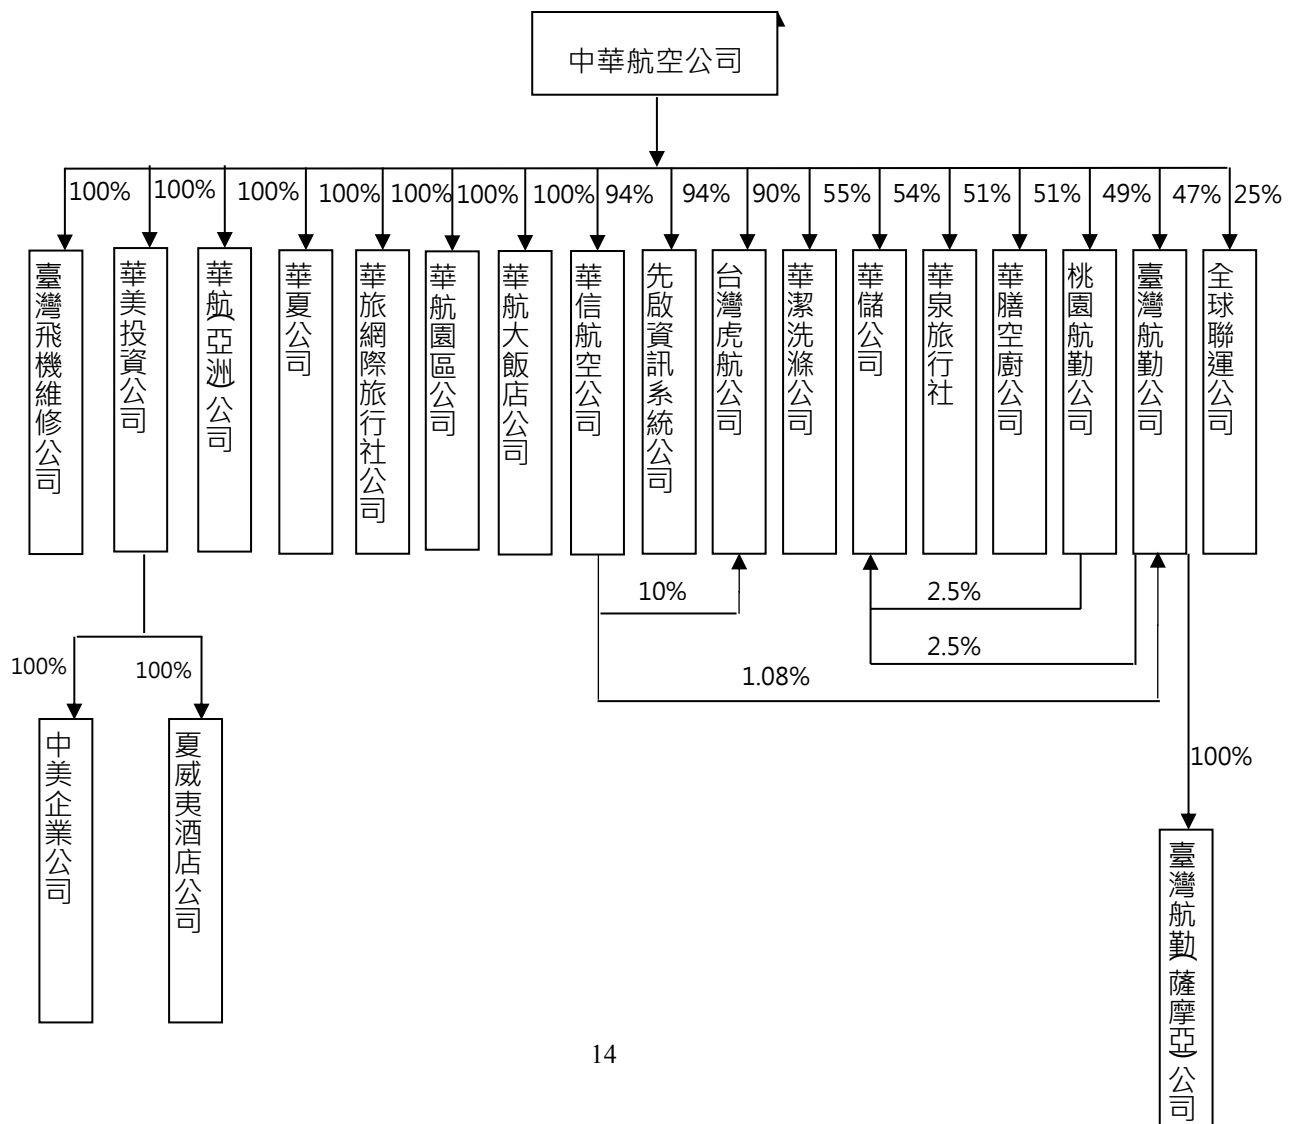 中華航空公司
100%
100%
100%
100%
100%
100%
100%
94%
94%
90%
55%
54%
51%
51%
49%
47%
25%
臺灣飛機維修公司
華美投資公司
華航(亞洲)公司
華夏公司
華旅網際旅行社公司
華航園區公司
華航大飯店公司
華信航空公司
先啟資訊系統公司
台灣虎航公司
華潔洗滌公司
華儲公司
華泉旅行社
華膳空廚公司
桃園航勤公司
臺灣航勤公司
全球聯運公司
10%
2.5%
2.5%
1.08%
100%
100%
100%
中美企業公司
夏威夷酒店公司
臺灣航勤(薩摩亞)公司
14